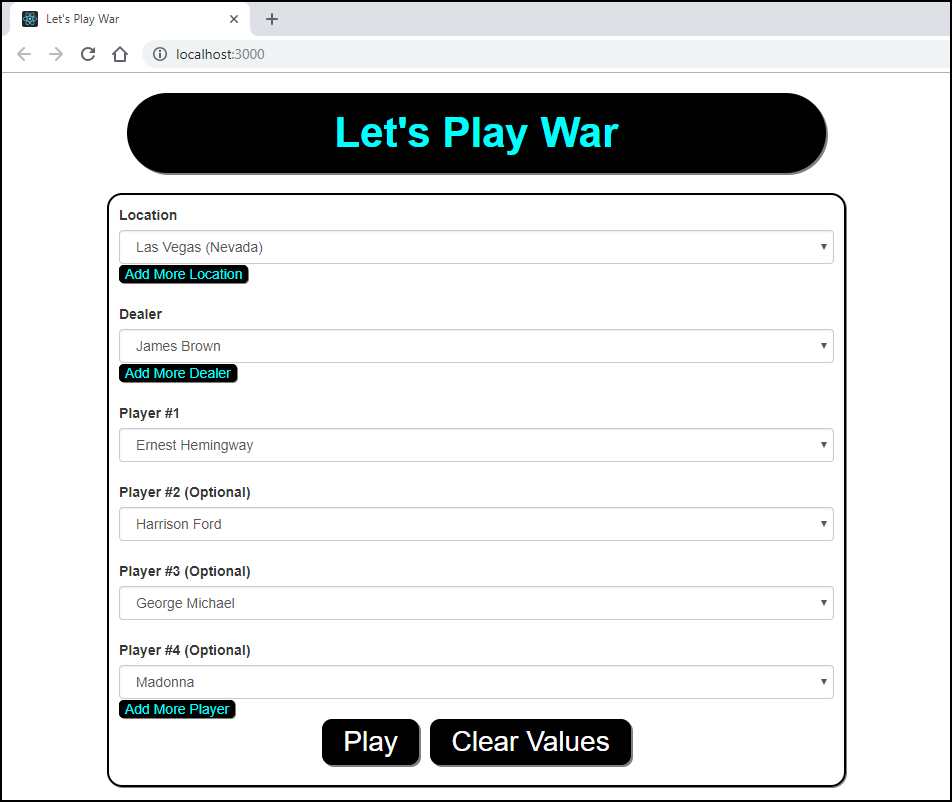 Let's Play War
localhost:3000
Let's Play War
Location
Las Vegas (Nevada)
Add More Location
Dealer
James Brown
Add More Dealer
Player #1
Ernest Hemingway
Player #2 (Optional)
Harrison Ford
Player #3 (Optional)
George Michael
Player #4 (Optional)
Madonna
Add More Player
Play Clear Values